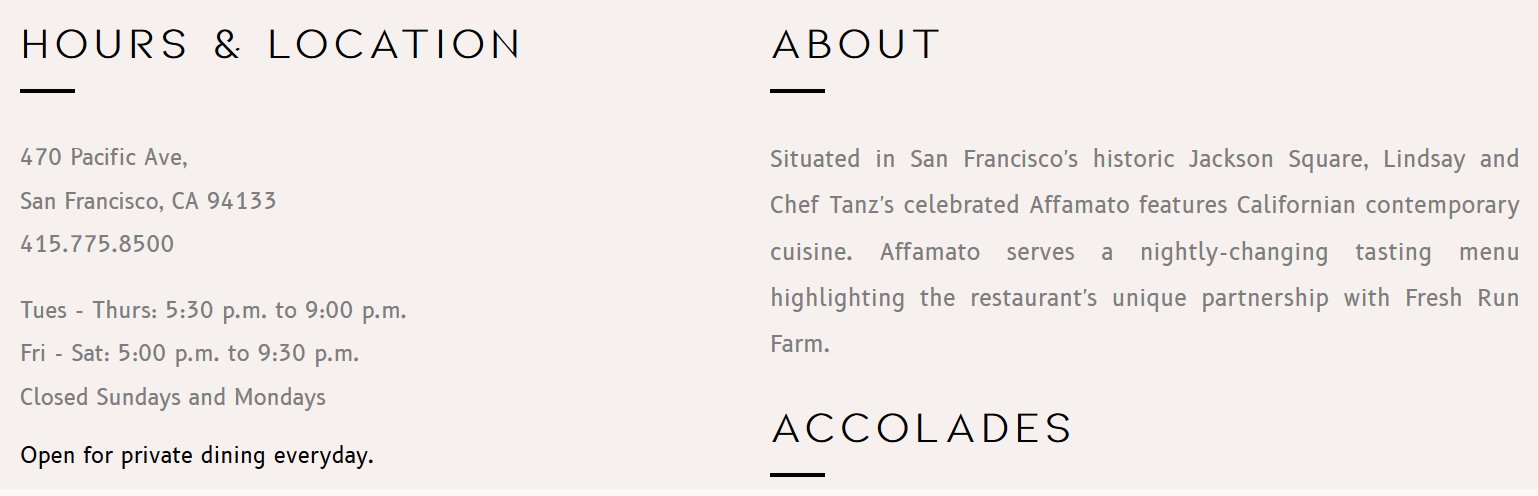 HOURS & LOCATION
470 Pacific Ave,
San Francisco, CA 94133
415.775.8500
Tues - Thurs: 5:30 p.m. to 9:00 p.m.
Fri - Sat: 5:00 p.m. to 9:30 p.m.
Closed Sundays and Mondays
Open for private dining everyday.
ABOUT
Situated in San Francisco's historic Jackson Square, Lindsay and
Chef Tanz's celebrated Affamato features Californian contemporary
cuisine. Affamato serves a nightly-changing tasting menu
highlighting the restaurant's unique partnership with Fresh Run
Farm.
ACCOLADES